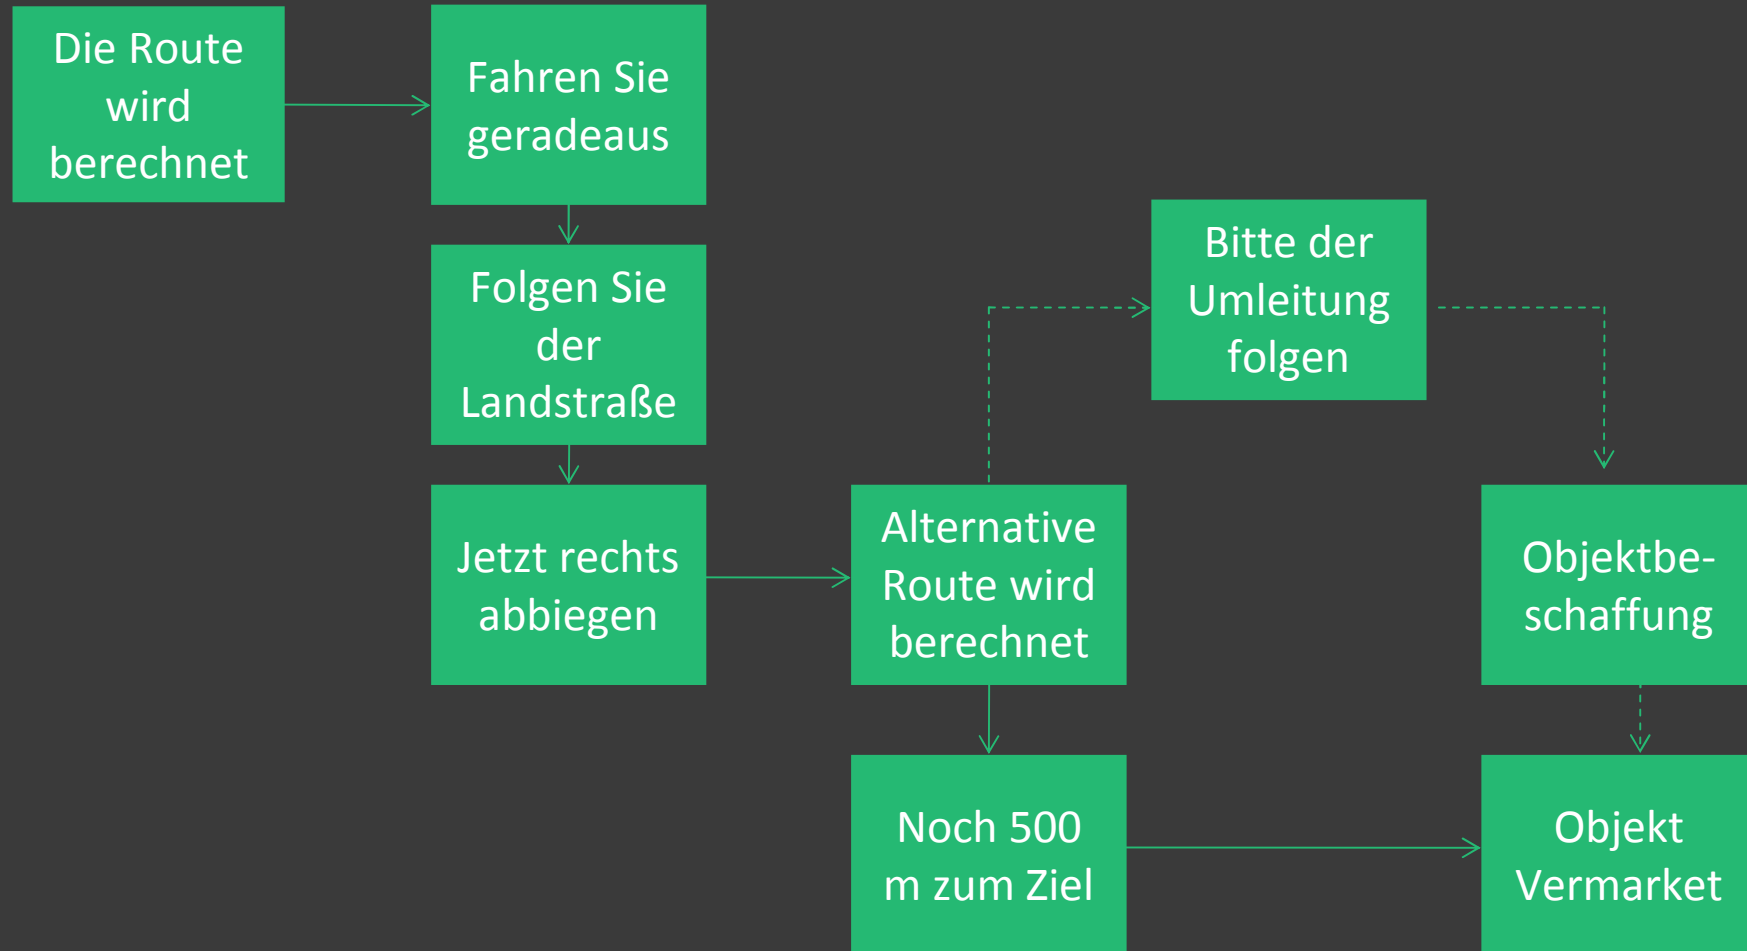 Die Route
wird
berechnet
Fahren Sie
geradeaus
Folgen Sie
der
Landstraße
Jetzt rechts
abbiegen
Alternative
Route wird
berechnet
Bitte der
Umleitung
folgen
Objektbe-
schaffung
Noch 500
m zum Ziel
Objekt
Vermarket